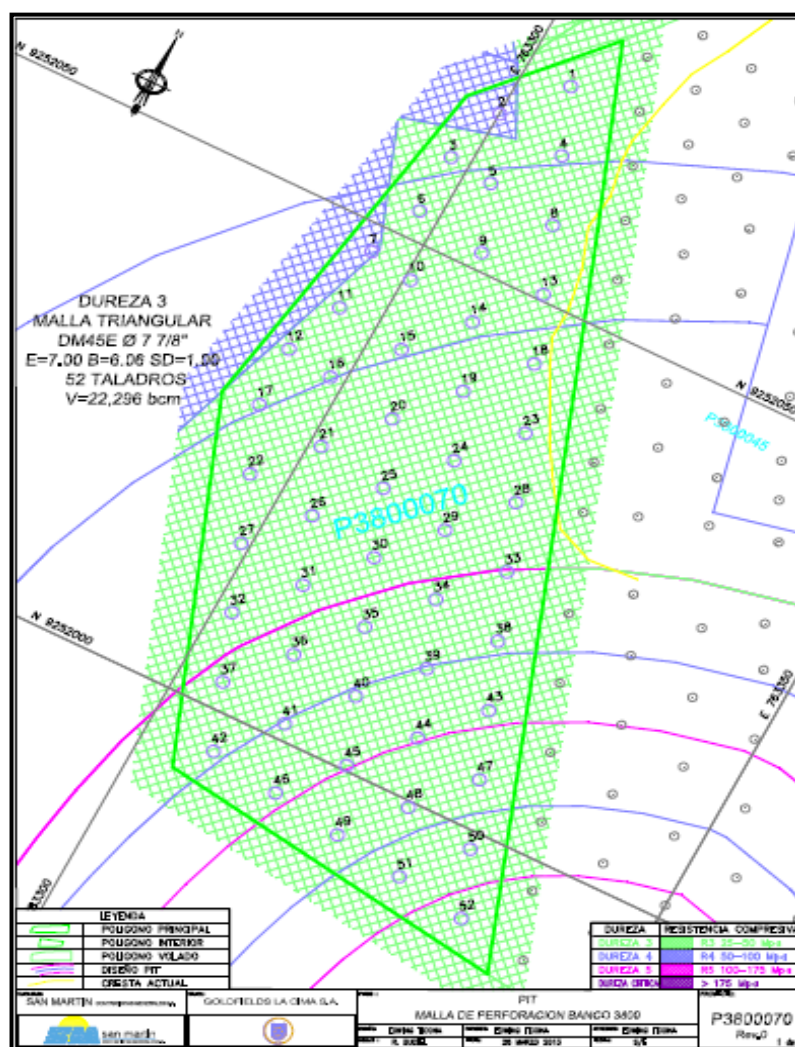 N 9252050
E 763300
DUREZA 3
MALLA TRIANGULAR
DM45E Ø 7 7/8"
E=7.00 B=6.06 SD=1.00
52 TALADROS
V=22,296 bcm
1
2
3
4
5
6
7
8
9
10
11
12
13
14
15
16
17
18
19
20
21
22
23
24
25
26
27
28
29
30
31
32
33
34
35
36
37
38
39
40
41
42
43
44
45
46
47
48
49
50
51
52
N 9252050
P3800045
P3800070
N 9252000
E 763350
763300
LEYENDA
POLIGONO PRINCIPAL
POLIGONO INTERIOR
POLIGONO VOLADO
DISEÑO PIT
CRESTA ACTUAL
DUREZA RESISTENCIA COMPRESIVA
DUREZA 3 R3 25-50 Mpa
DUREZA 4 R4 50-100 Mpa
DUREZA 5 R5 100-175 Mpa
DUREZA CRITICA > 175 Mpa
SAN MARTIN
GOLDFIELDS LA CIMA S.A.
PIT
MALLA DE PERFORACION BANCO 3800
P3800070
Rev.0
san martin
S/E